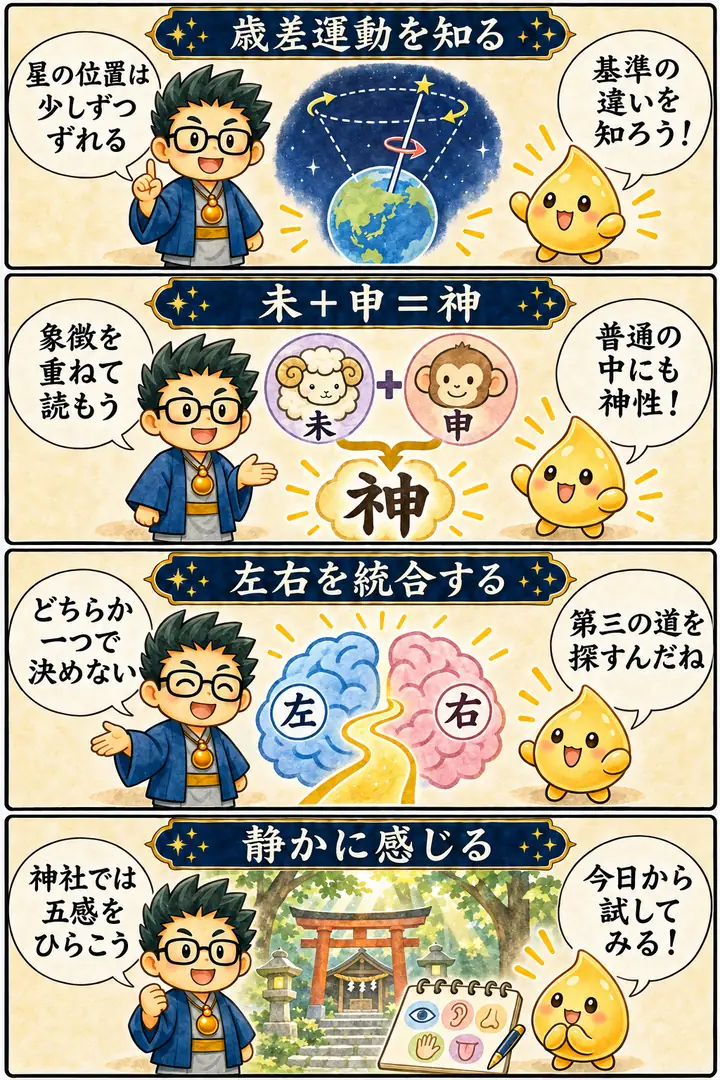 歳差運動を知る
星の位置は
少しずつ
ずれる
基準の
違いを
知ろう!
未+申=神
象徴を
重ねて
読もう
未
+
申
神
普通の
中にも
神性!
左右を統合する
どちらか
一つで
決めない
左
右
第三の道を
探すんだね
静かに感じる
神社では
五感を
ひらこう
今日から
試して
みる!